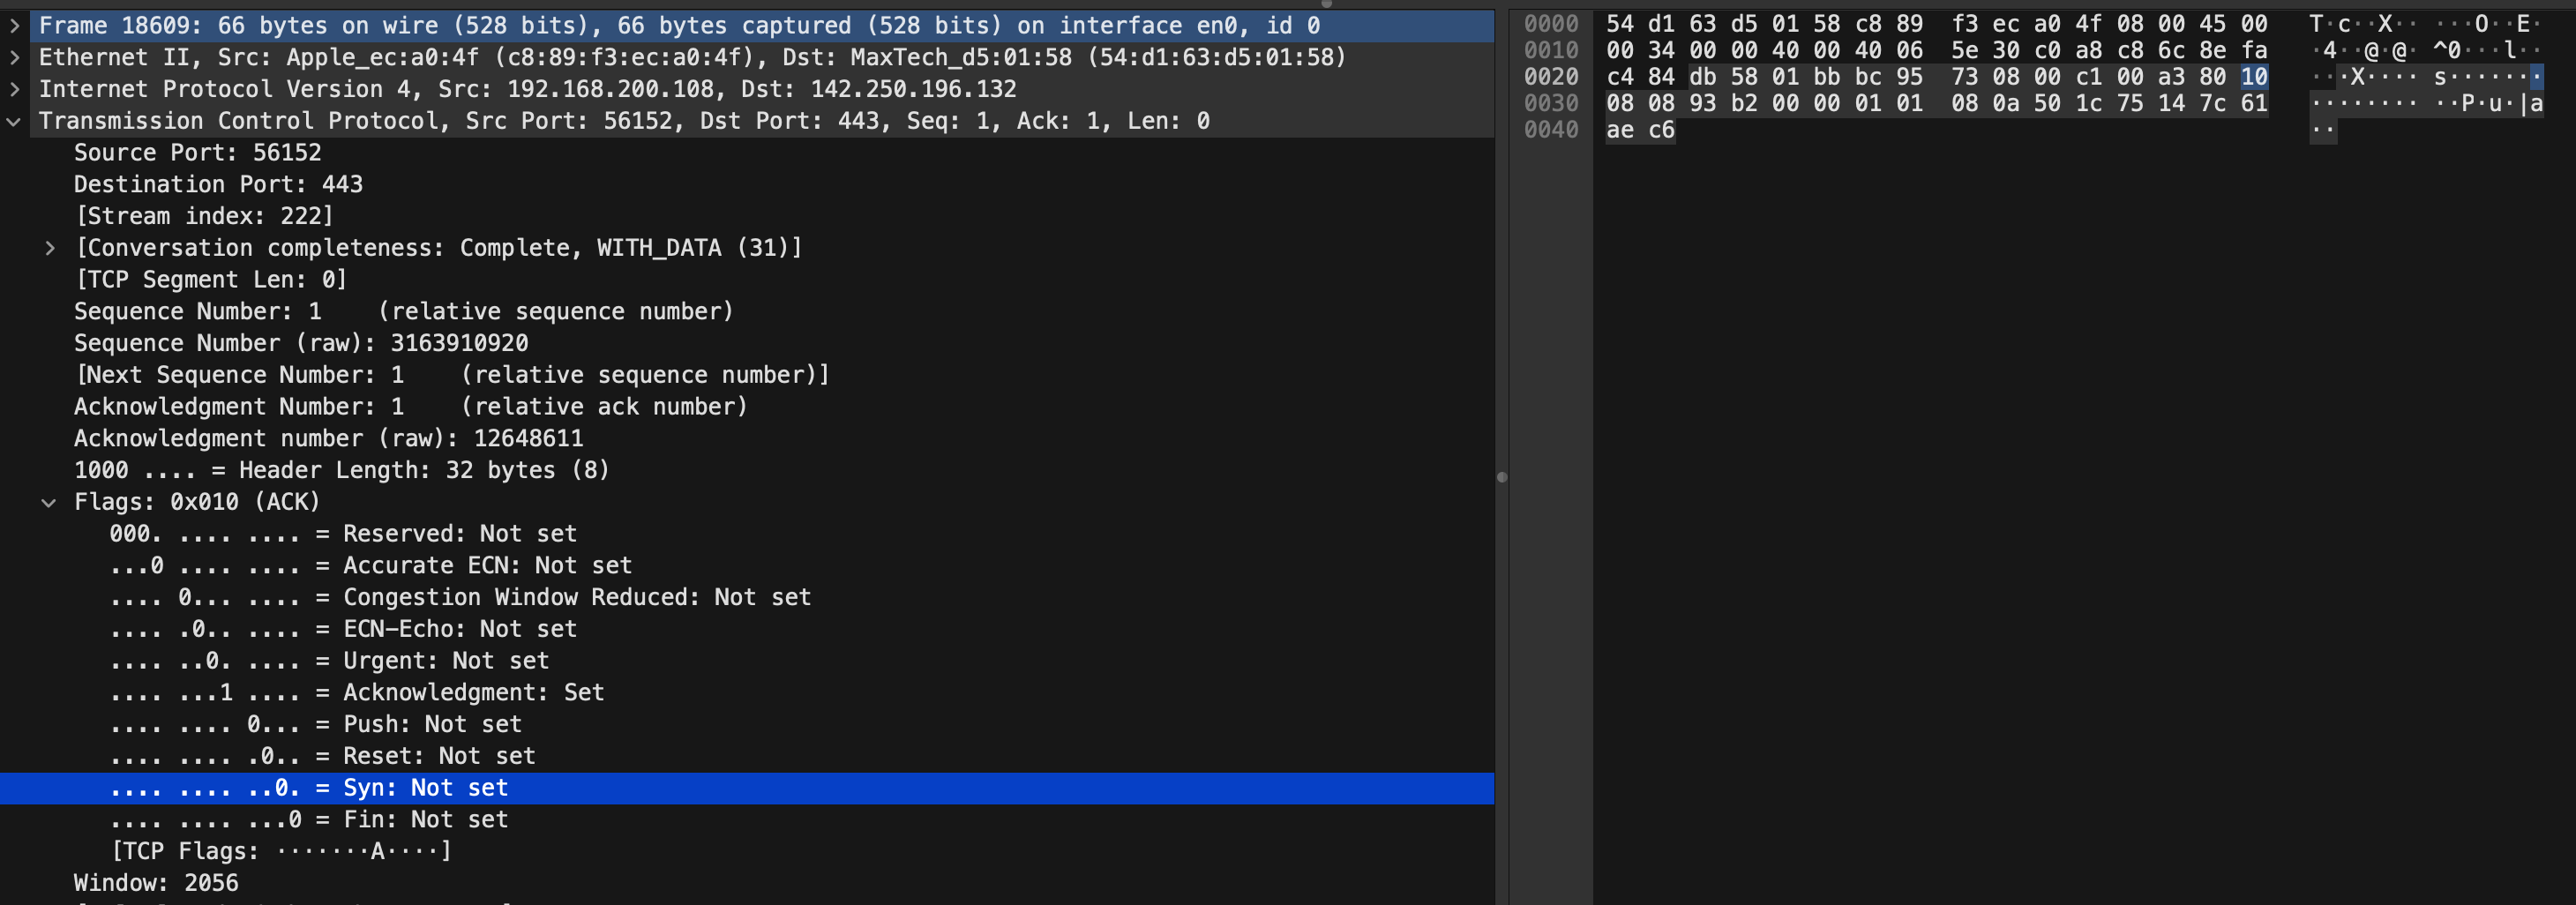 Frame 18609: 66 bytes on wire (528 bits), 66 bytes captured (528 bits) on interface en0, id 0
Ethernet II, Src: Apple_ec:a0:4f (c8:89:f3:ec:a0:4f), Dst: MaxTech_d5:01:58 (54:d1:63:d5:01:58)
Internet Protocol Version 4, Src: 192.168.200.108, Dst: 142.250.196.132
Transmission Control Protocol, Src Port: 56152, Dst Port: 443, Seq: 1, Ack: 1, Len: 0
Source Port: 56152
Destination Port: 443
[Stream index: 222]
[Conversation completeness: Complete, WITH_DATA (31)]
[TCP Segment Len: 0]
Sequence Number: 1    (relative sequence number)
Sequence Number (raw): 3163910920
[Next Sequence Number: 1    (relative sequence number)]
Acknowledgment Number: 1    (relative ack number)
Acknowledgment number (raw): 12648611
1000 .... = Header Length: 32 bytes (8)
Flags: 0x010 (ACK)
000. .... .... = Reserved: Not set
...0 .... .... = Accurate ECN: Not set
.... 0... .... = Congestion Window Reduced: Not set
.... .0.. .... = ECN-Echo: Not set
.... ..0. .... = Urgent: Not set
.... ...1 .... = Acknowledgment: Set
.... .... 0... = Push: Not set
.... .... .0.. = Reset: Not set
.... .... ..0. = Syn: Not set
.... .... ...0 = Fin: Not set
[TCP Flags: ·······A····]
Window: 2056
0000 54 d1 63 d5 01 58 c8 89 f3 ec a0 4f 08 00 45 00 T·c··X·· ···O··E·
0010 00 34 00 00 40 00 40 06 5e 30 c0 a8 c8 6c 8e fa ·4··@·@· ^0···l··
0020 c4 84 db 58 01 bb bc 95 73 08 00 c1 00 a3 80 10 ···X···· s·······
0030 08 08 93 b2 00 00 01 01 08 0a 50 1c 75 14 7c 61 ········ ··P·u·|a
0040 ae c6 ··